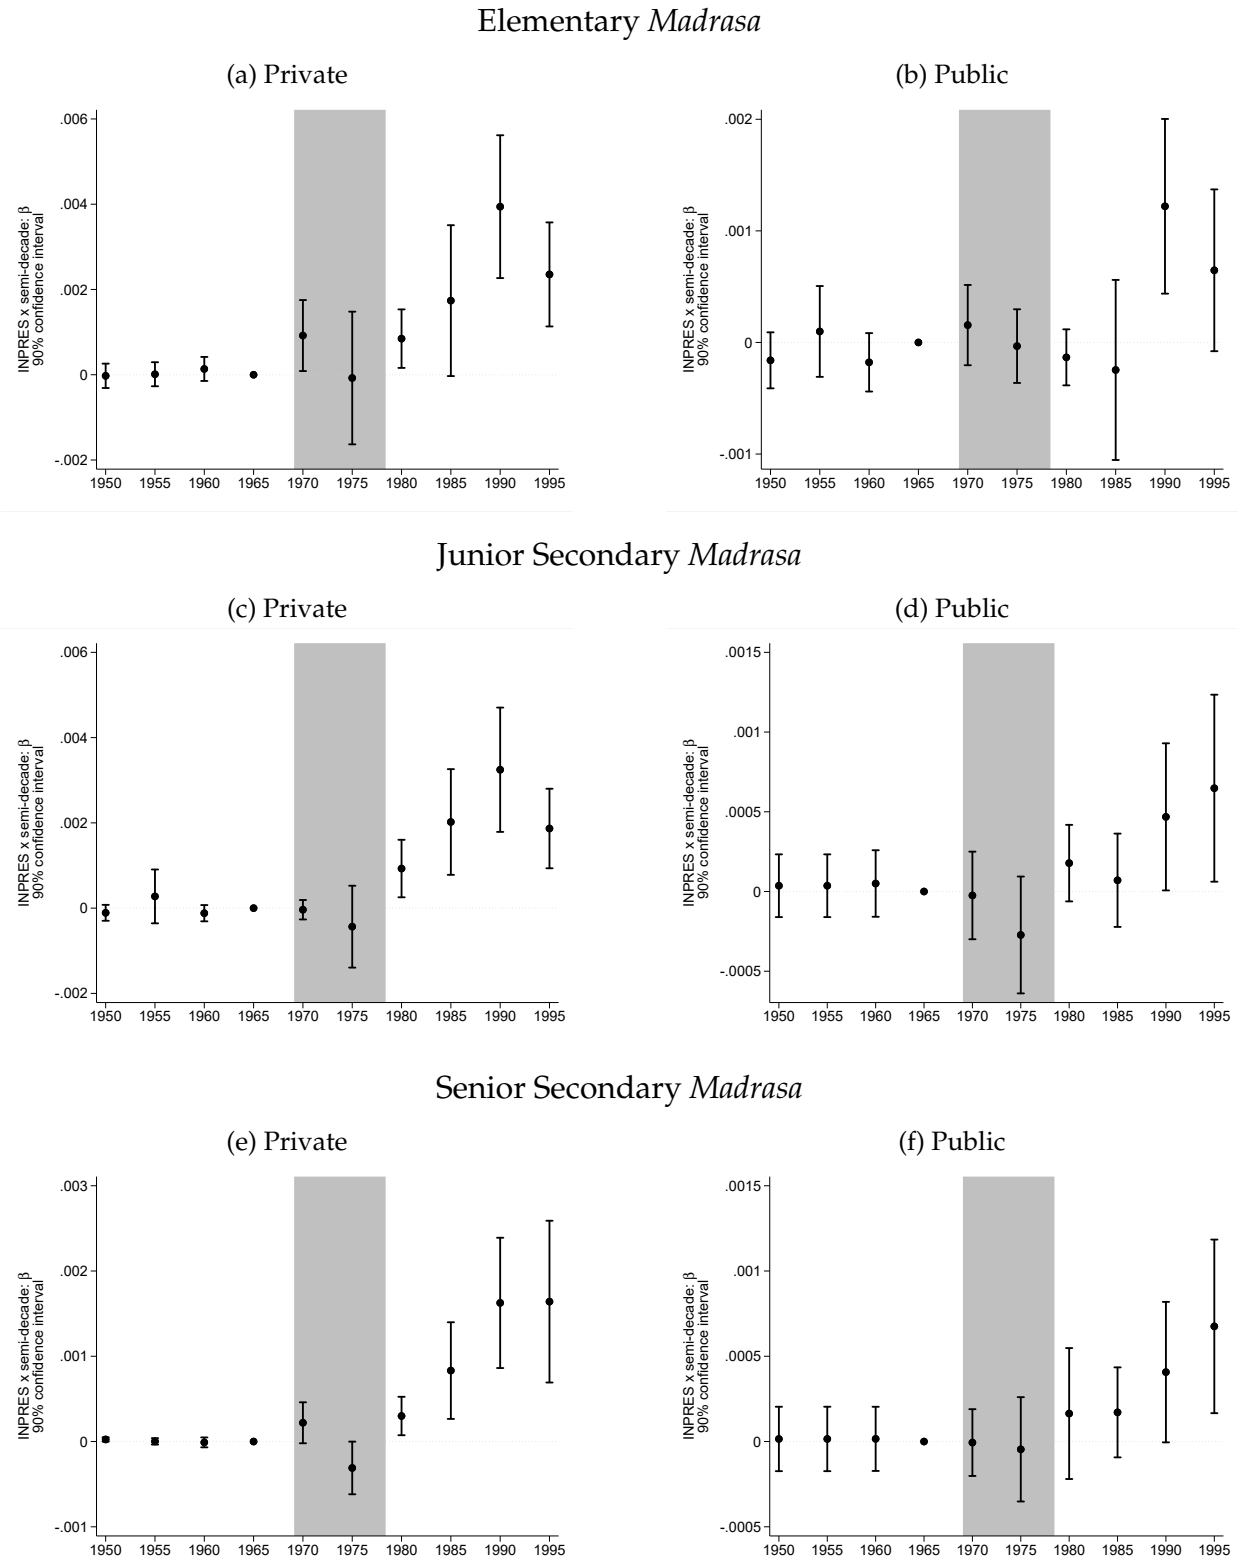 Elementary Madrasa
(a) Private
(b) Public
INPRES x semi-decade: β
90% confidence interval
.006
.004
.002
0
-.002
1950 1955 1960 1965 1970 1975 1980 1985 1990 1995
INPRES x semi-decade: β
90% confidence interval
.002
.001
0
-.001
1950 1955 1960 1965 1970 1975 1980 1985 1990 1995
Junior Secondary Madrasa
(c) Private
(d) Public
INPRES x semi-decade: β
90% confidence interval
.006
.004
.002
0
-.002
1950 1955 1960 1965 1970 1975 1980 1985 1990 1995
INPRES x semi-decade: β
90% confidence interval
.0015
.001
.0005
0
-.0005
1950 1955 1960 1965 1970 1975 1980 1985 1990 1995
Senior Secondary Madrasa
(e) Private
(f) Public
INPRES x semi-decade: β
90% confidence interval
.003
.002
.001
0
-.001
1950 1955 1960 1965 1970 1975 1980 1985 1990 1995
INPRES x semi-decade: β
90% confidence interval
.0015
.001
.0005
0
-.0005
1950 1955 1960 1965 1970 1975 1980 1985 1990 1995